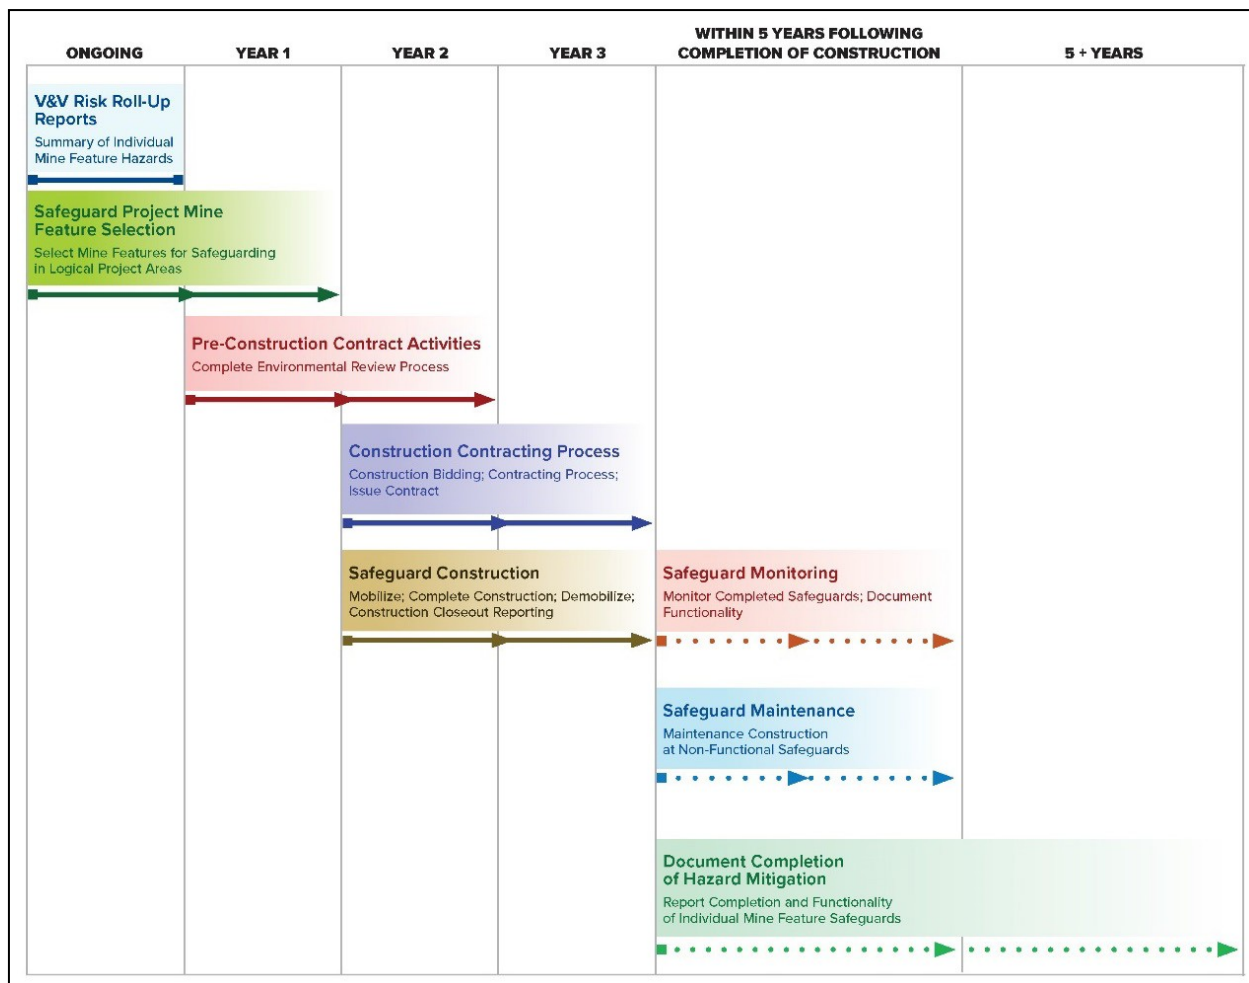 ONGOING
YEAR 1
YEAR 2
YEAR 3
WITHIN 5 YEARS FOLLOWING
COMPLETION OF CONSTRUCTION
5 + YEARS
V&V Risk Roll-Up
Reports
Summary of Individual
Mine Feature Hazards
Safeguard Project Mine
Feature Selection
Select Mine Features for Safeguarding
in Logical Project Areas
Pre-Construction Contract Activities
Complete Environmental Review Process
Construction Contracting Process
Construction Bidding; Contracting Process;
Issue Contract
Safeguard Construction
Mobilize; Complete Construction; Demobilize;
Construction Closeout Reporting
Safeguard Monitoring
Monitor Completed Safeguards; Document
Functionality
Safeguard Maintenance
Maintenance Construction
at Non-Functional Safeguards
Document Completion
of Hazard Mitigation
Report Completion and Functionality
of Individual Mine Feature Safeguards